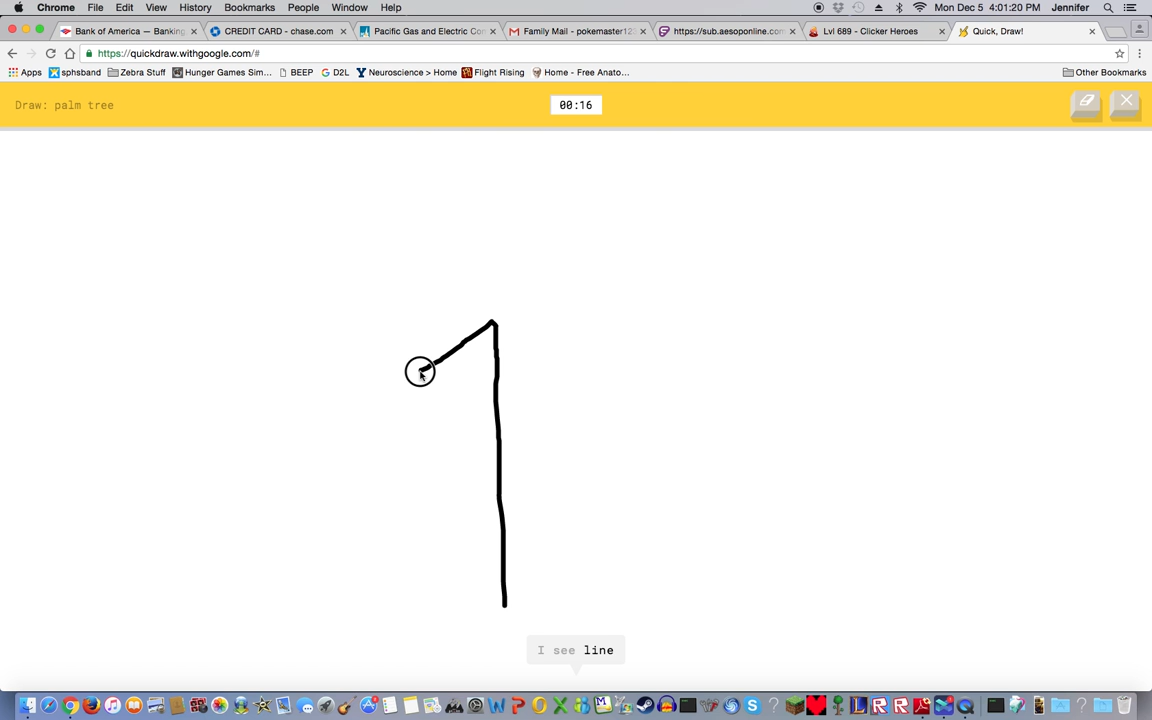 Chrome File Edit View History Bookmarks People Window Help Mon Dec 5 4:01:20 PM Jennifer
Bank of America — Banking CREDIT CARD - chase.com Pacific Gas and Electric Com Family Mail - pokemaster12 https://sub.aesoponline.com Lvl 689 - Clicker Heroes Quick, Draw!
https://quickdraw.withgoogle.com/#
Apps sphsband Zebra Stuff Hunger Games Sim... BEEP D2L Neuroscience > Home Flight Rising Home - Free Anato... Other Bookmarks
Draw: palm tree 00:16
I see line